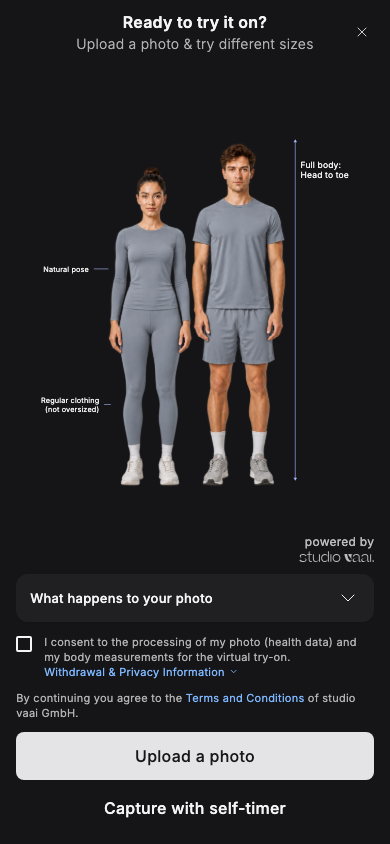 Ready to try it on?
Upload a photo & try different sizes
Full body:
Head to toe
Natural pose
Regular clothing
(not oversized)
powered by
studio vaai.
What happens to your photo
I consent to the processing of my photo (health data) and
my body measurements for the virtual try-on.
Withdrawal & Privacy Information
By continuing you agree to the Terms and Conditions of studio
vaai GmbH.
Upload a photo
Capture with self-timer